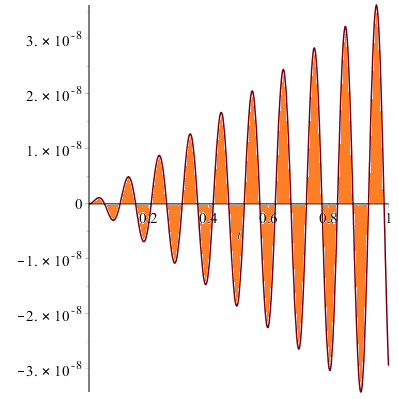 3. × 10⁻⁸
2. × 10⁻⁸
1. × 10⁻⁸
0
0.2 0.4 0.6 0.8 1
t
−1. × 10⁻⁸
−2. × 10⁻⁸
−3. × 10⁻⁸